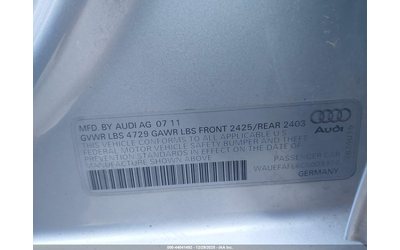 MFD. BY AUDI AG 07 11
GVWR LBS 4729 GAWR LBS FRONT 2425/REAR 2403
THIS VEHICLE CONFORMS TO ALL APPLICABLE U.S.
FEDERAL MOTOR VEHICLE SAFETY BUMPER AND THEFT
PREVENTION STANDARDS IN EFFECT ON THE DATE OF
MANUFACTURE SHOWN ABOVE.
Audi
PASSENGER CAR
GERMANY